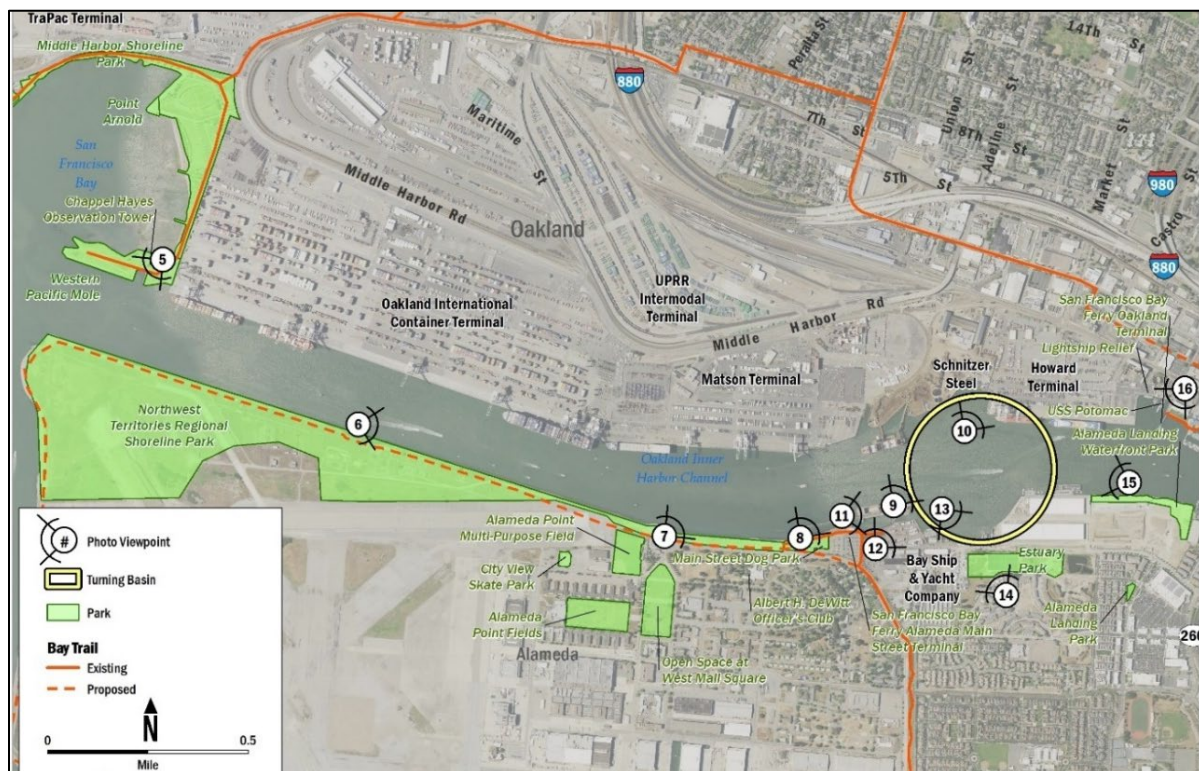 TraPac Terminal
Middle Harbor Shoreline
Park
Point
Arnold
San
Francisco
Bay
Chappel Hayes
Observation Tower
5
Western
Pacific Mole
Maritime
St
Middle Harbor Rd
Oakland
Oakland International
Container Terminal
UPRR
Intermodal
Terminal
Middle Harbor Rd
Matson Terminal
880
Peralta St
7Th St
5Th St
Union St
14Th St
8Th St
Adeline St
Market St
980
Castro St
880
San Francisco Bay
Ferry Oakland
Terminal
Lightship Relief
Schnitzer
Steel
Howard
Terminal
16
USS Potomac
Alameda Landing
Waterfront Park
10
15
Northwest
Territories Regional
Shoreline Park
6
Oakland Inner
Harbor Channel
9
13
11
7
8
12
Alameda Point
Multi-Purpose Field
Main Street Dog Park
City View
Skate Park
Bay Ship
& Yacht
Company
Estuary
Park
14
Alameda
Point Fields
Albert H. DeWitt
Officer's Club
San Francisco Bay
Ferry Alameda Main
Street Terminal
Alameda
Landing
Park
260
Alameda
Open Space at
West Mall Square
# Photo Viewpoint
Turning Basin
Park
Bay Trail
Existing
Proposed
N
0 0.5
Mile